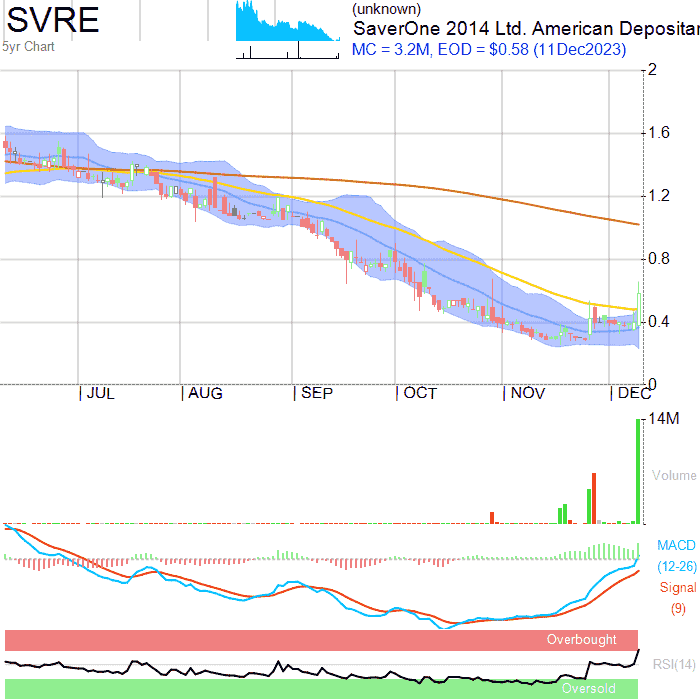 SVRE
5yr Chart
(unknown)
SaverOne 2014 Ltd. American Depositar
MC = 3.2M, EOD = $0.58 (11Dec2023)
2
1.6
1.2
0.8
0.4
0
JUL AUG SEP OCT NOV DEC
14M
Volume
MACD
(12-26)
Signal
(9)
Overbought
RSI(14)
Oversold